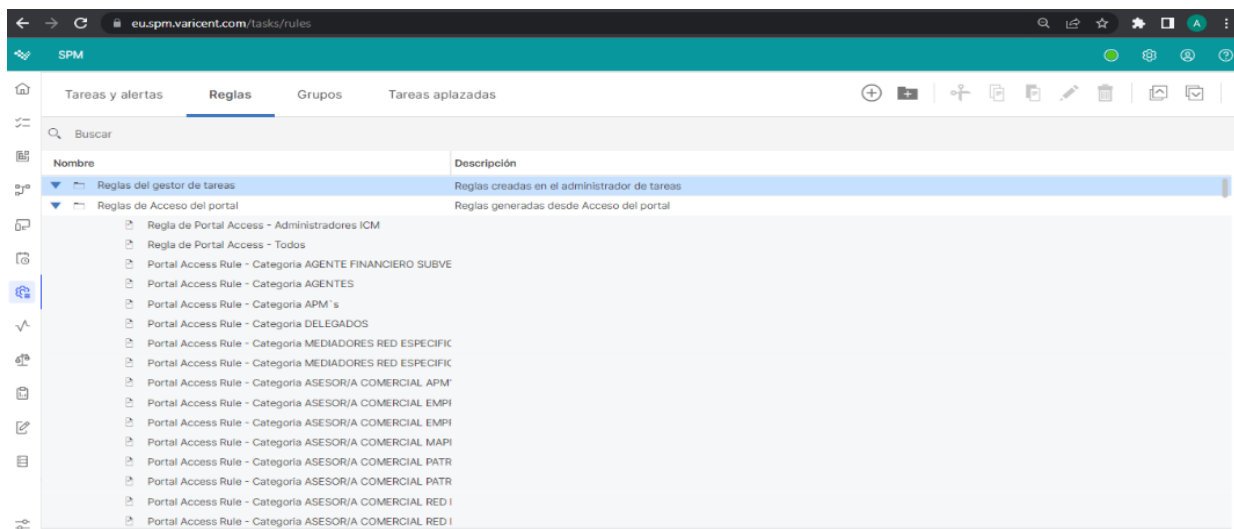 eu.spm.varicent.com/tasks/rules
A
SPM
Tareas y alertas Reglas Grupos Tareas aplazadas
Buscar
Nombre Descripción
Reglas del gestor de tareas Reglas creadas en el administrador de tareas
Reglas de Acceso del portal Reglas generadas desde Acceso del portal
Regla de Portal Access - Administradores ICM
Regla de Portal Access - Todos
Portal Access Rule - Categoria AGENTE FINANCIERO SUBVE
Portal Access Rule - Categoria AGENTES
Portal Access Rule - Categoria APM`s
Portal Access Rule - Categoria DELEGADOS
Portal Access Rule - Categoria MEDIADORES RED ESPECIFIC
Portal Access Rule - Categoria MEDIADORES RED ESPECIFIC
Portal Access Rule - Categoria ASESOR/A COMERCIAL APM
Portal Access Rule - Categoria ASESOR/A COMERCIAL EMPI
Portal Access Rule - Categoria ASESOR/A COMERCIAL EMPI
Portal Access Rule - Categoria ASESOR/A COMERCIAL MAPI
Portal Access Rule - Categoria ASESOR/A COMERCIAL PATR
Portal Access Rule - Categoria ASESOR/A COMERCIAL PATR
Portal Access Rule - Categoria ASESOR/A COMERCIAL RED
Portal Access Rule - Categoria ASESOR/A COMERCIAL RED